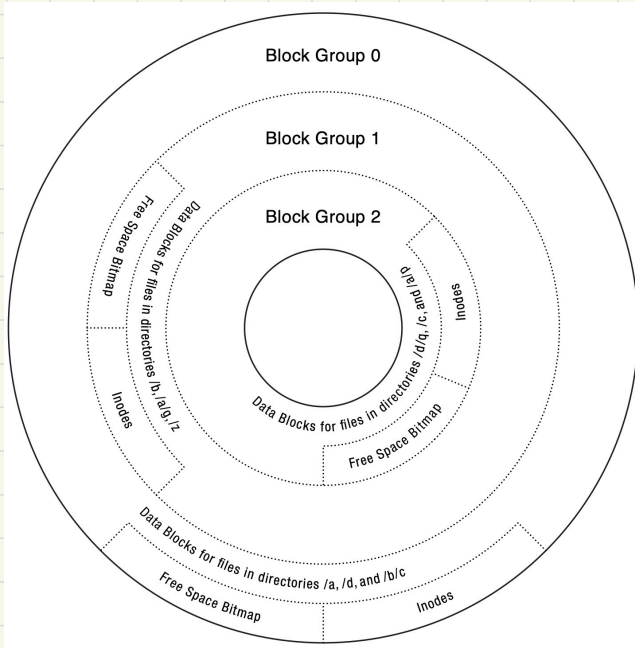 Block Group 0
Block Group 1
Block Group 2
Free Space Bitmap
Data Blocks for files in directories /b, /a/g, /z
Inodes
Inodes
Data Blocks for files in directories /d/q, /c, and /a/p
Free Space Bitmap
Data Blocks for files in directories /a, /d, and /b/c
Free Space Bitmap
Inodes